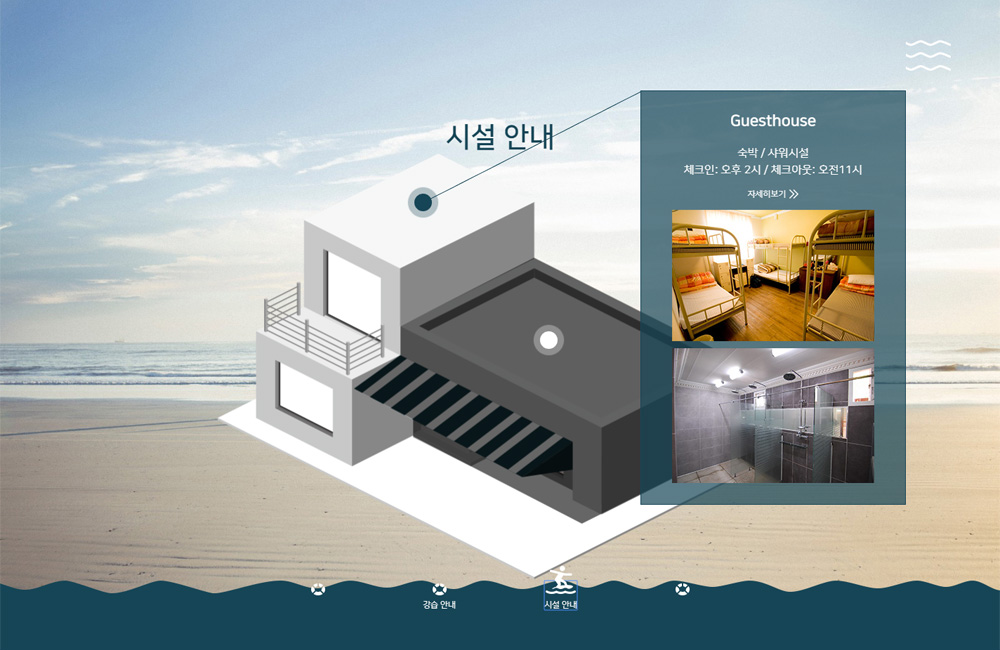 시설 안내
Guesthouse
숙박 / 샤워시설
체크인: 오후 2시 / 체크아웃: 오전11시
자세히보기
강습 안내
시설 안내